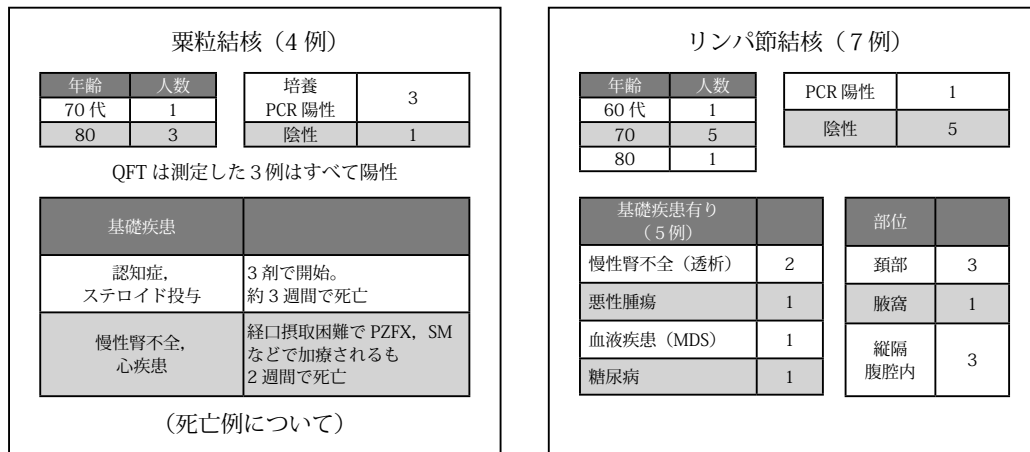 粟粒結核（4 例）
年齢 人数
70 代 1
80 3
培養
PCR 陽性 3
陰性 1
QFT は測定した 3 例はすべて陽性
基礎疾患
認知症，
ステロイド投与
3 剤で開始。
約 3 週間で死亡
慢性腎不全，
心疾患
経口摂取困難で PZFX，SM
などで加療されるも
2 週間で死亡
（死亡例について）
リンパ節結核（7 例）
年齢 人数
60 代 1
70 5
80 1
PCR 陽性 1
陰性 5
基礎疾患有り
（5 例）
慢性腎不全（透析） 2
悪性腫瘍 1
血液疾患（MDS） 1
糖尿病 1
部位
頚部 3
腋窩 1
縦隔
腹腔内 3